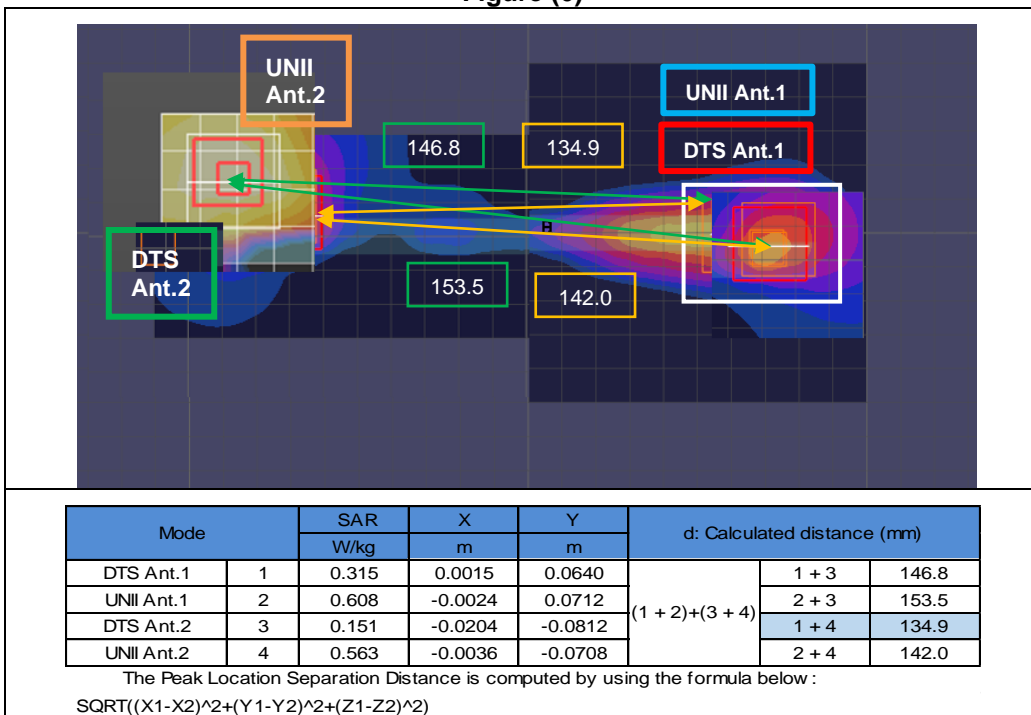 UNII
Ant.2
UNII Ant.1
146.8
134.9
DTS Ant.1
DTS
Ant.2
153.5
142.0
Mode SAR X Y d: Calculated distance (mm)
W/kg m m
DTS Ant.1 1 0.315 0.0015 0.0640 (1 + 2)+(3 + 4) 1 + 3 146.8
UNII Ant.1 2 0.608 -0.0024 0.0712 2 + 3 153.5
DTS Ant.2 3 0.151 -0.0204 -0.0812 1 + 4 134.9
UNII Ant.2 4 0.563 -0.0036 -0.0708 2 + 4 142.0
The Peak Location Separation Distance is computed by using the formula below :
SQRT((X1-X2)^2+(Y1-Y2)^2+(Z1-Z2)^2)